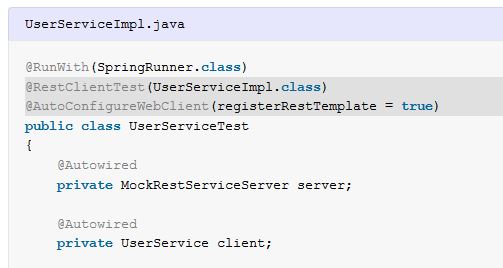 UserServiceImpl.java
@RunWith(SpringRunner.class)
@RestClientTest(UserServiceImpl.class)
@AutoConfigureWebClient(registerRestTemplate = true)
public class UserServiceTest
{
    @Autowired
    private MockRestServiceServer server;

    @Autowired
    private UserService client;